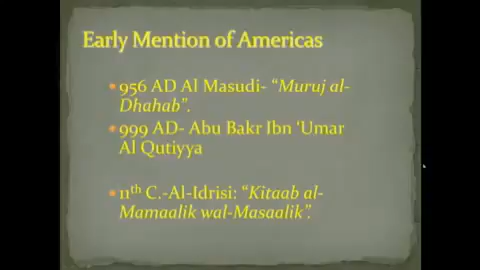 Early Mention of Americas
956 AD Al Masudi- “Muruj al-
Dhahab”.
999 AD- Abu Bakr Ibn ‘Umar
Al Qutiyya
11th C.-Al-Idrisi: “Kitaab al-
Mamaalik wal-Masaalik”.